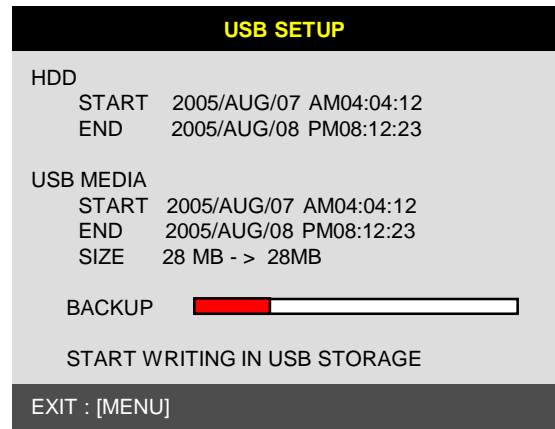 USB SETUP
HDD
START 2005/AUG/07 AM04:04:12
END 2005/AUG/08 PM08:12:23
USB MEDIA
START 2005/AUG/07 AM04:04:12
END 2005/AUG/08 PM08:12:23
SIZE 28 MB - > 28MB
BACKUP
START WRITING IN USB STORAGE
EXIT : [MENU]